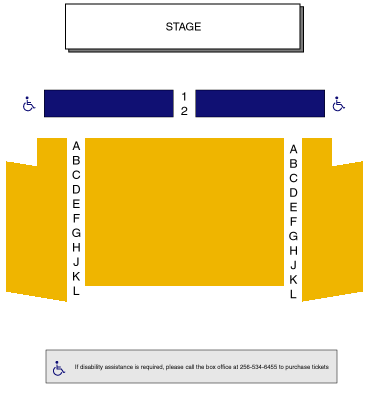 STAGE
1
2
A A
B B
C C
D D
E E
F F
G G
H H
J J
K K
L L
If disability assistance is required, please call the box office at 256-534-6455 to purchase tickets